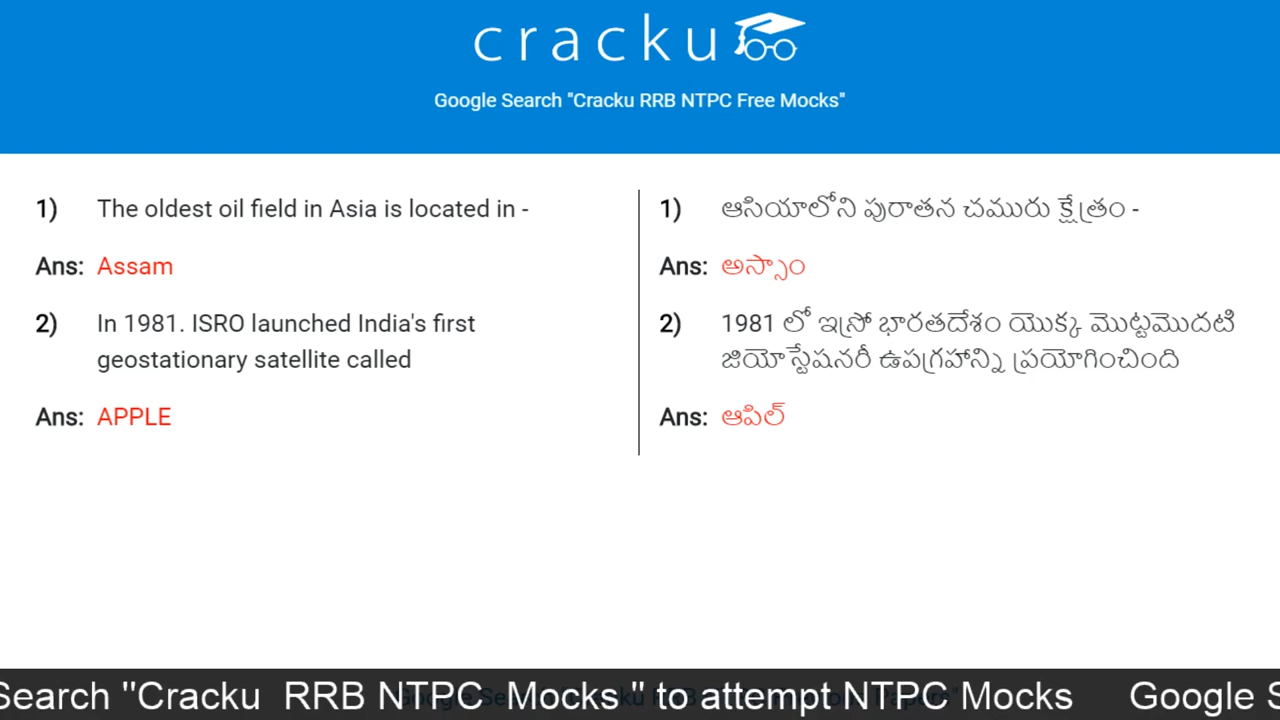 cracku
Google Search "Cracku RRB NTPC Free Mocks"
1) The oldest oil field in Asia is located in -
Ans: Assam
2) In 1981. ISRO launched India's first
geostationary satellite called
Ans: APPLE
1) ఆసియాలోని పురాతన చమురు క్షేత్రం -
Ans: అస్సాం
2) 1981 లో ఇస్రో భారతదేశం యొక్క మొట్టమొదటి
జియోస్టేషనరీ ఉపగ్రహాన్ని ప్రయోగించింది
Ans: ఆపిల్
Search "Cracku RRB NTPC Mocks " to attempt NTPC Mocks Google S